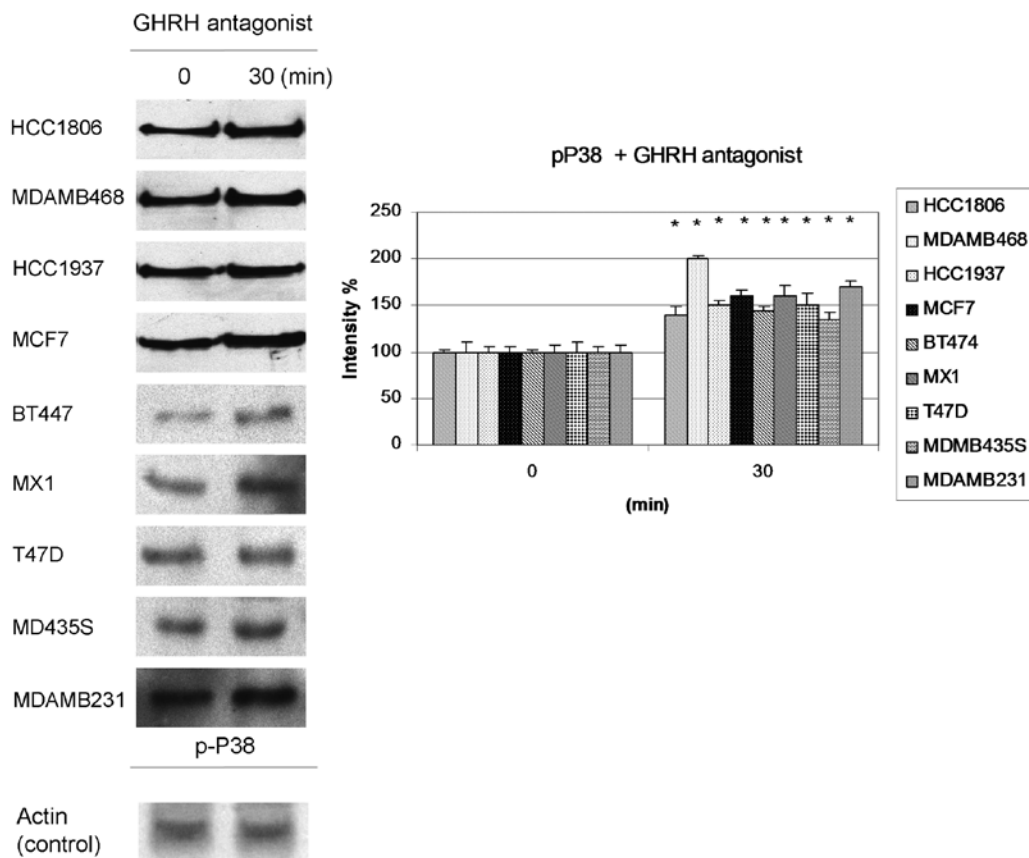 GHRH antagonist
0 30 (min)
HCC1806
MDAMB468
HCC1937
MCF7
BT447
MX1
T47D
MD435S
MDAMB231
p-P38
Actin
(control)
pP38 + GHRH antagonist
Intensity %
250
200
150
100
50
0
* * * * * * * * *
0 30
(min)
HCC1806
MDAMB468
HCC1937
MCF7
BT474
MX1
T47D
MDMB435S
MDAMB231